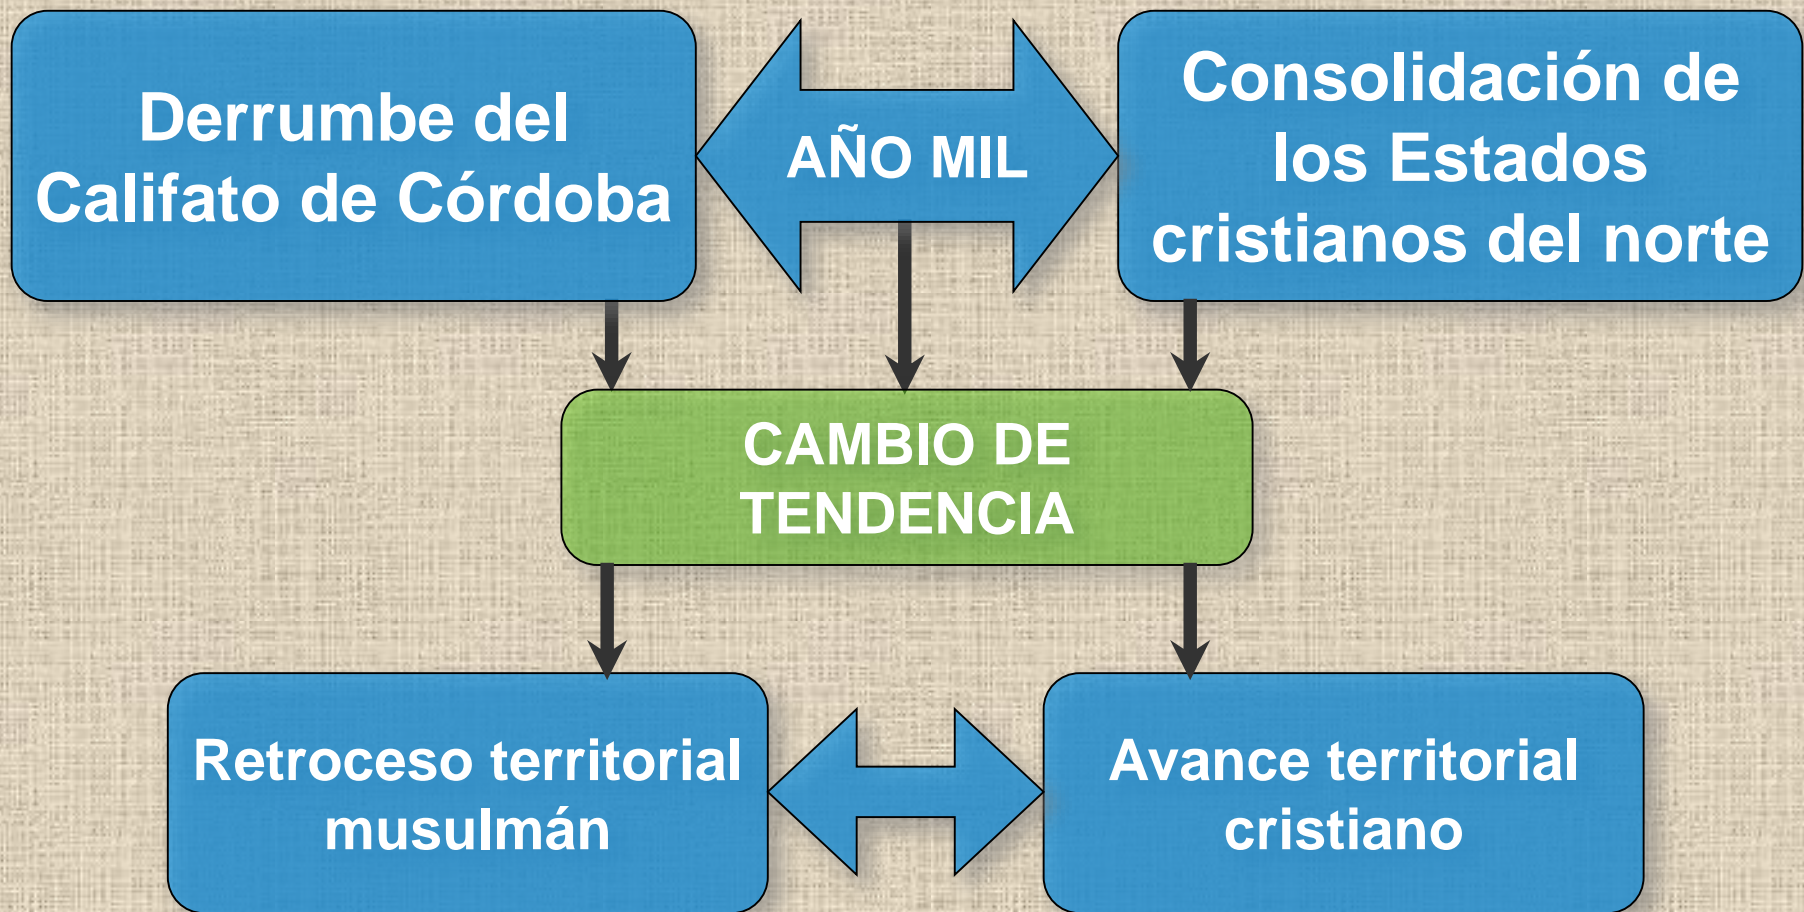 Derrumbe del
Califato de Córdoba
AÑO MIL
Consolidación de
los Estados
cristianos del norte
CAMBIO DE
TENDENCIA
Retroceso territorial
musulmán
Avance territorial
cristiano